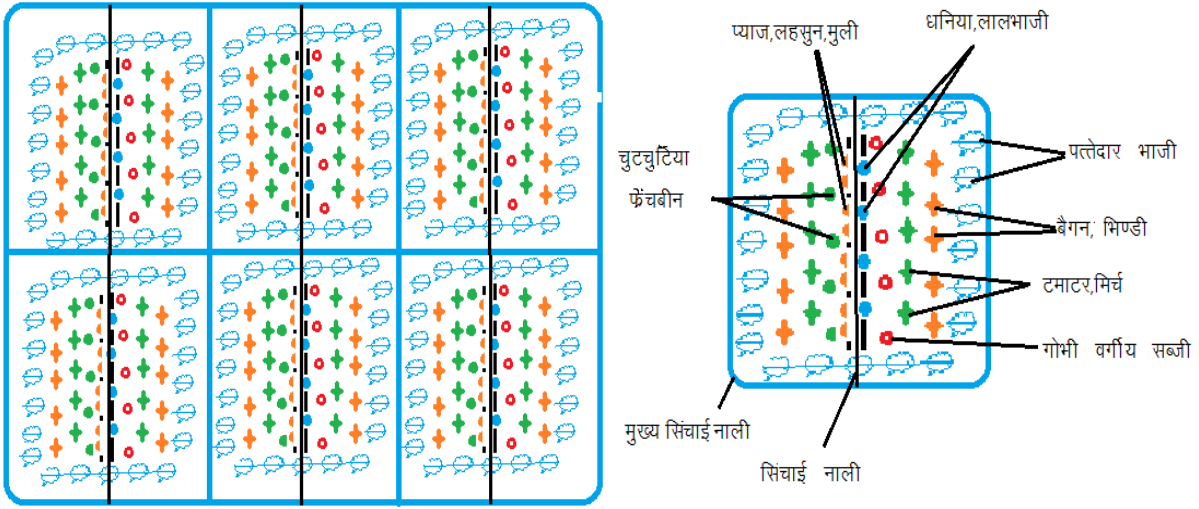 प्याज,लहसुन,मुली
धनिया,लालभाजी
चुटचुटिया
फ्रेंचबीन
पत्तेदार भाजी
बैगन, भिण्डी
टमाटर,मिर्च
गोभी वर्गीय सब्जी
मुख्य सिंचाई नाली
सिंचाई नाली